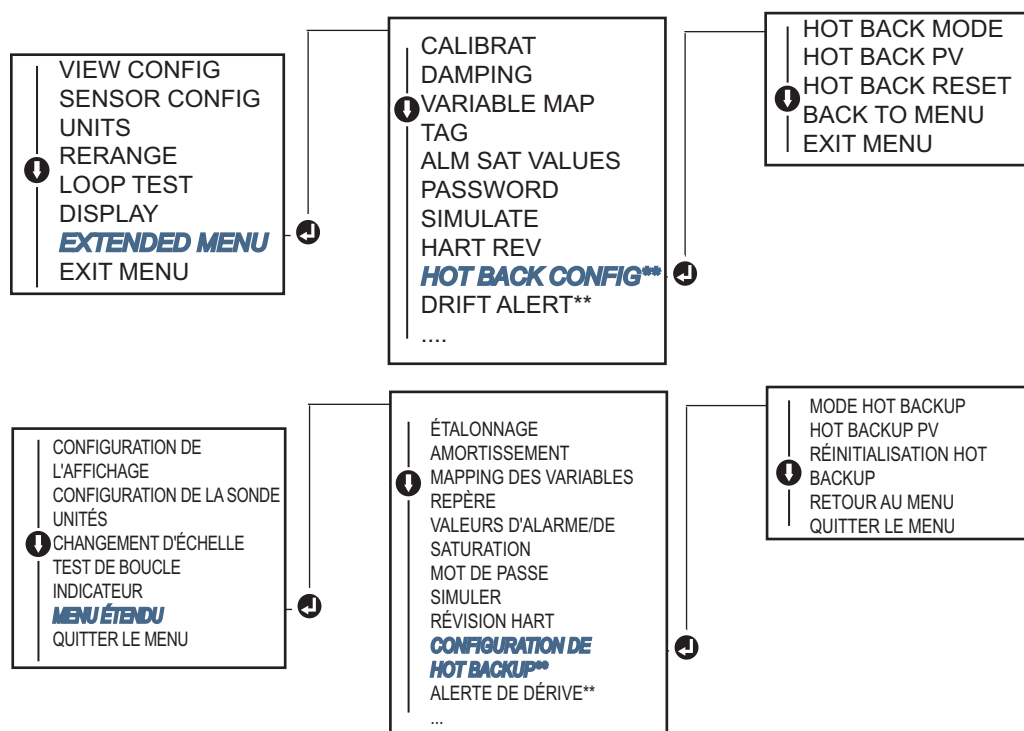 VIEW CONFIG
SENSOR CONFIG
UNITS
RERANGE
LOOP TEST
DISPLAY
EXTENDED MENU
EXIT MENU
CALIBRAT
DAMPING
VARIABLE MAP
TAG
ALM SAT VALUES
PASSWORD
SIMULATE
HART REV
HOT BACK CONFIG**
DRIFT ALERT**
....
HOT BACK MODE
HOT BACK PV
HOT BACK RESET
BACK TO MENU
EXIT MENU
CONFIGURATION DE
L'AFFICHAGE
CONFIGURATION DE LA SONDE
UNITÉS
CHANGEMENT D'ÉCHELLE
TEST DE BOUCLE
INDICATEUR
MENU ÉTENDU
QUITTER LE MENU
ÉTALONNAGE
AMORTISSEMENT
MAPPING DES VARIABLES
REPÈRE
VALEURS D'ALARME/DE
SATURATION
MOT DE PASSE
SIMULER
RÉVISION HART
CONFIGURATION DE
HOT BACKUP**
ALERTE DE DÉRIVE**
...
MODE HOT BACKUP
HOT BACKUP PV
RÉINITIALISATION HOT
BACKUP
RETOUR AU MENU
QUITTER LE MENU